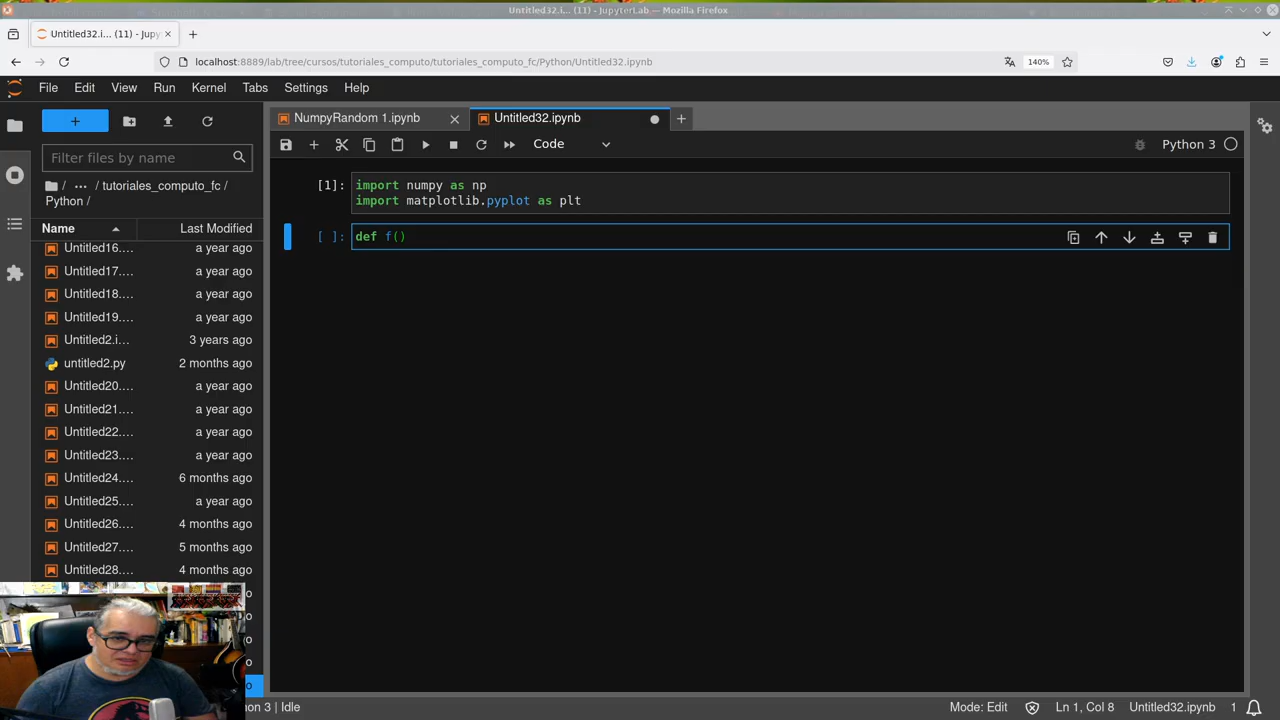 Untitled32.i... (11) - JupyterLab — Mozilla Firefox
Untitled32.i... (11) - Jupy
localhost:8889/lab/tree/cursos/tutoriales_computo/tutoriales_computo_fc/Python/Untitled32.ipynb
140%
File Edit View Run Kernel Tabs Settings Help
NumpyRandom 1.ipynb
Untitled32.ipynb
Filter files by name
/ ... / tutoriales_computo_fc /
Python /
Name Last Modified
Untitled16.... a year ago
Untitled17.... a year ago
Untitled18.... a year ago
Untitled19.... a year ago
Untitled2.i... 3 years ago
untitled2.py 2 months ago
Untitled20.... a year ago
Untitled21.... a year ago
Untitled22.... a year ago
Untitled23.... a year ago
Untitled24.... 6 months ago
Untitled25.... a year ago
Untitled26.... 4 months ago
Untitled27.... 5 months ago
Untitled28.... 4 months ago
Code
Python 3
[1]: import numpy as np
import matplotlib.pyplot as plt
[ ]: def f()
3 | Idle
Mode: Edit
Ln 1, Col 8
Untitled32.ipynb
1